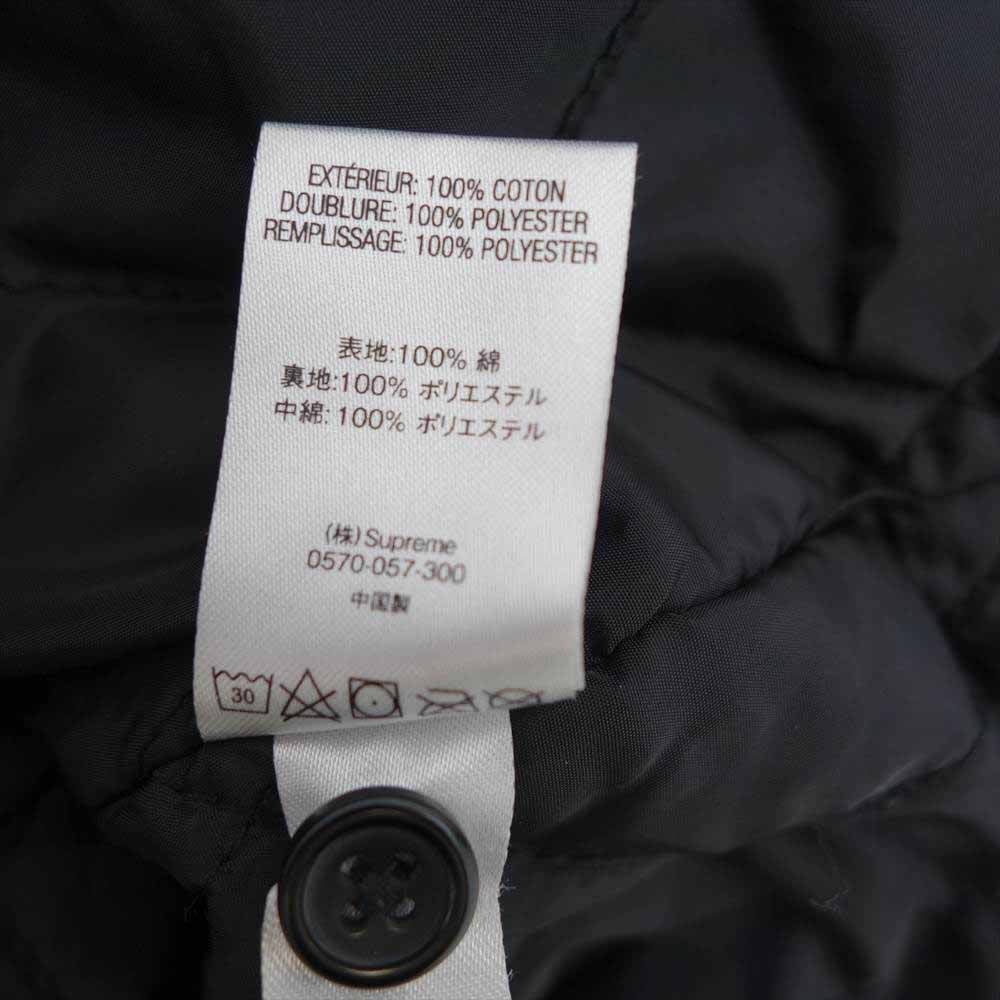 EXTÉRIEUR: 100% COTON
DOUBLURE: 100% POLYESTER
REMPLISSAGE: 100% POLYESTER
表地:100% 綿
裏地:100% ポリエステル
中綿: 100% ポリエステル
(株) Supreme
0570-057-300
中国製
30